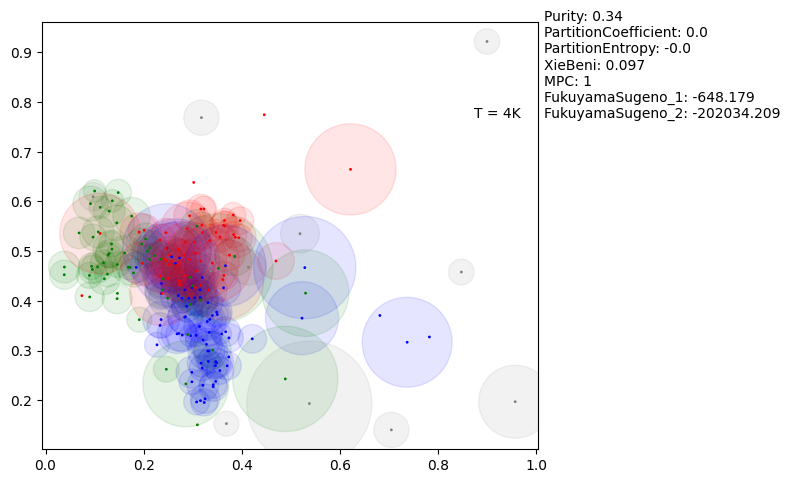 Purity: 0.34
PartitionCoefficient: 0.0
PartitionEntropy: -0.0
XieBeni: 0.097
MPC: 1
FukuyamaSugeno_1: -648.179
FukuyamaSugeno_2: -202034.209
T = 4K
0.9
0.8
0.7
0.6
0.5
0.4
0.3
0.2
0.0 0.2 0.4 0.6 0.8 1.0